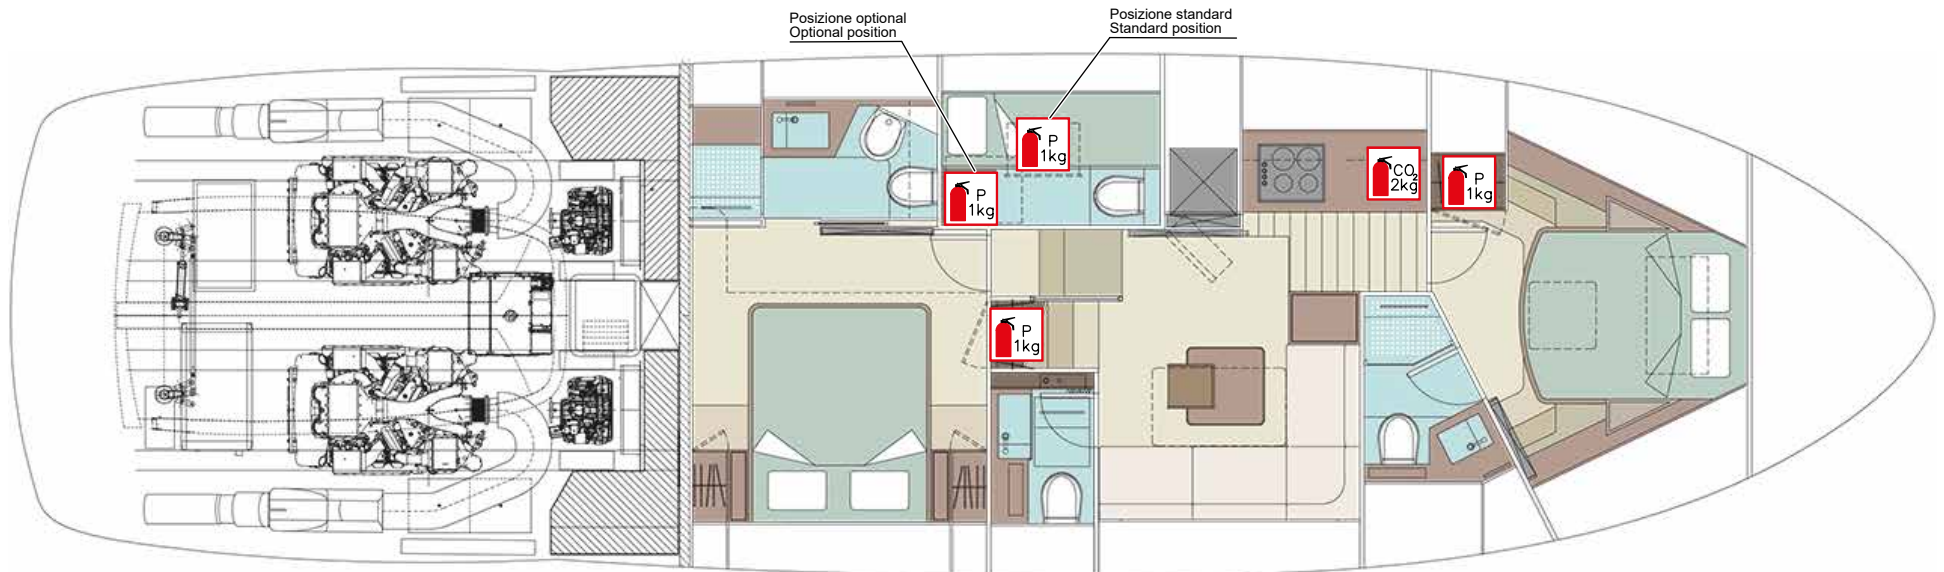 Posizione optional
Optional position
Posizione standard
Standard position
P
1kg
CO2
2kg
P
1kg
P
1kg
P
1kg